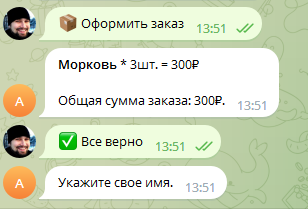 📦 Оформить заказ 13:51
Морковь * 3шт. = 300₽
Общая сумма заказа: 300₽. 13:51
A
✅ Все верно 13:51
Укажите свое имя. 13:51
A